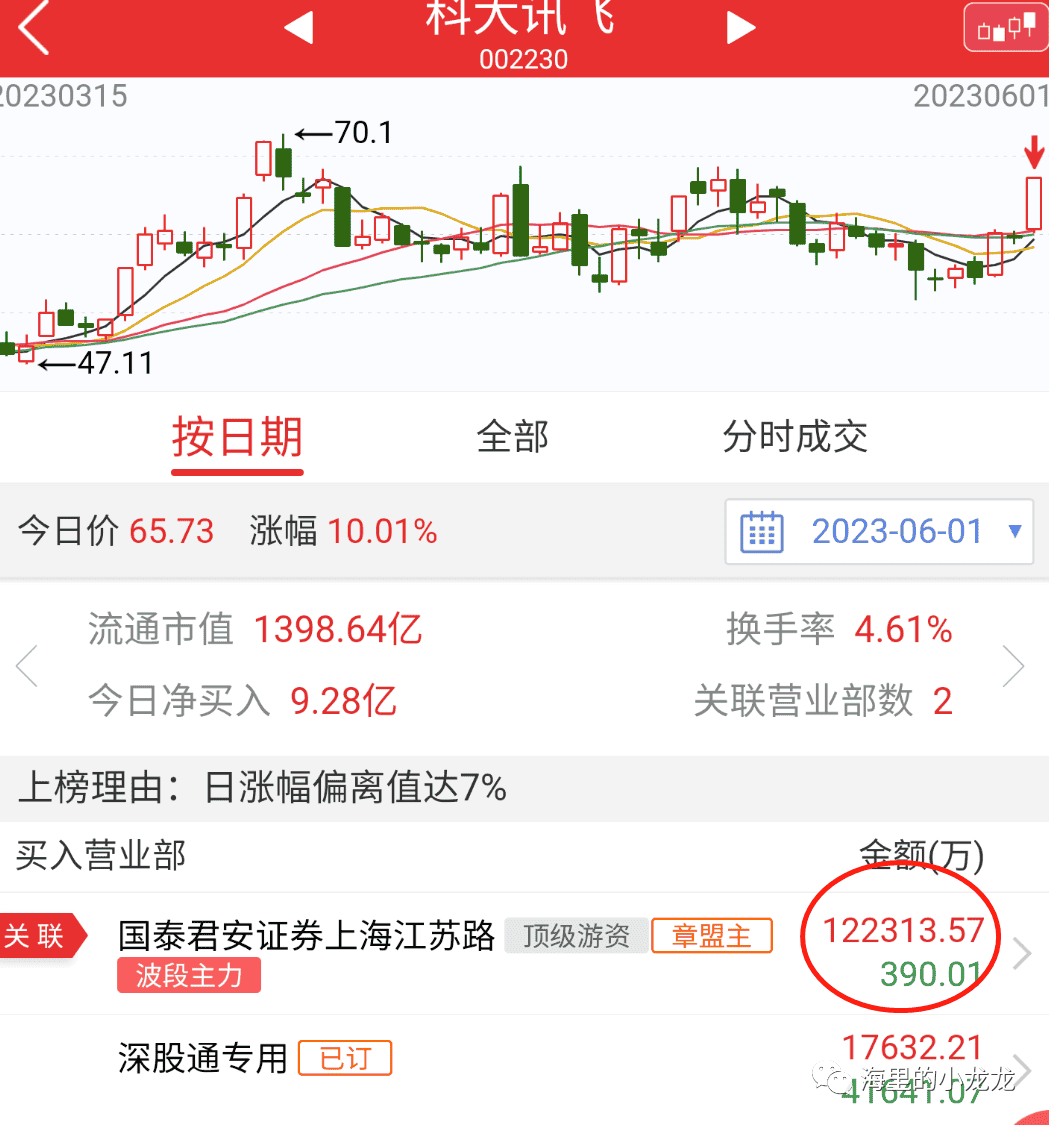 科大讯飞
002230
20230315 20230601
←70.1
←47.11
按日期 全部 分时成交
今日价 65.73 涨幅 10.01% 2023-06-01 ▼
流通市值 1398.64亿 换手率 4.61%
今日净买入 9.28亿 关联营业部数 2
上榜理由：日涨幅偏离值达7%
买入营业部 金额(万)
关联 国泰君安证券上海江苏路 顶级游资 章盟主 122313.57
波段主力 390.01
深股通专用 已订 17632.21
41641.07
海里的小龙龙